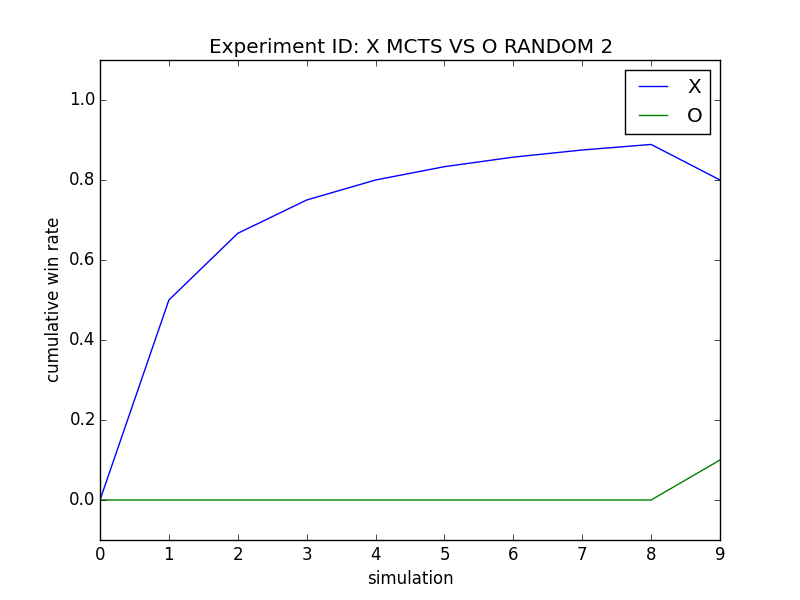 Experiment ID: X MCTS VS O RANDOM 2
X
O
1.0
0.8
0.6
0.4
0.2
0.0
cumulative win rate
0 1 2 3 4 5 6 7 8 9
simulation